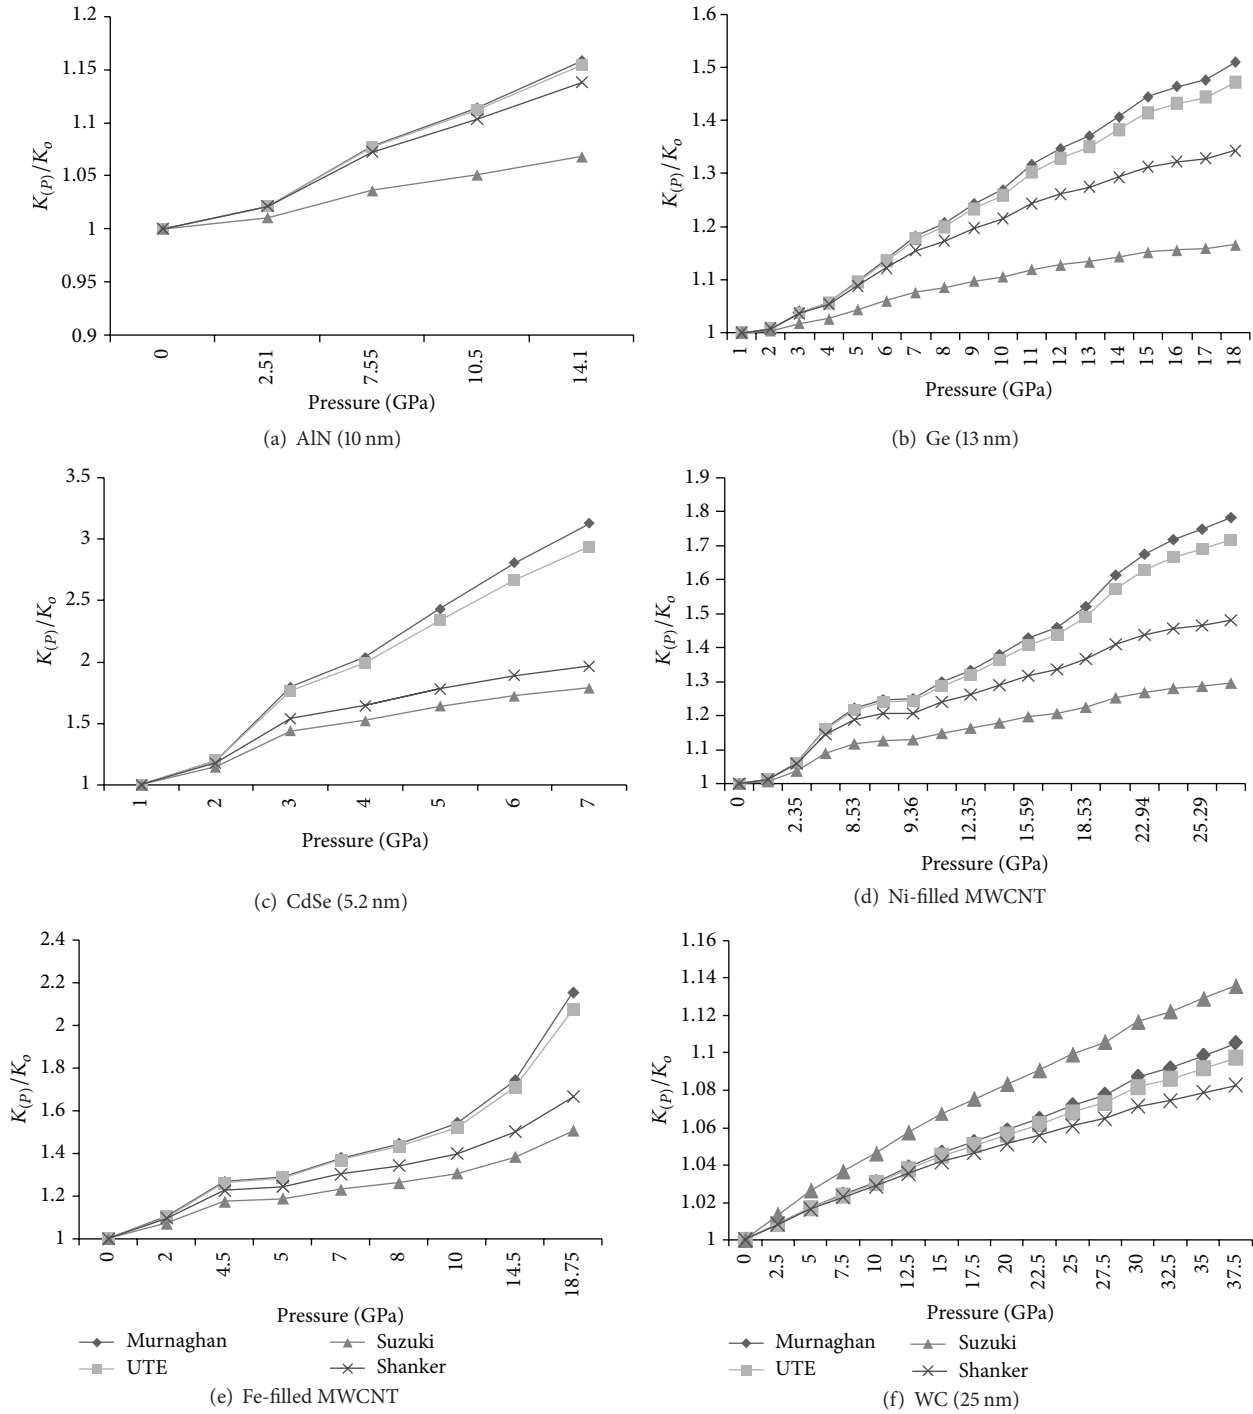 1.2
1.15
1.1
1.05
1
0.95
0.9
K(P)/Ko
0 2.51 7.55 10.5 14.1
Pressure (GPa)
(a) AlN (10 nm)
1.6
1.5
1.4
1.3
1.2
1.1
1
K(P)/Ko
1 2 3 4 5 6 7 8 9 10 11 12 13 14 15 16 17 18
Pressure (GPa)
(b) Ge (13 nm)
3.5
3
2.5
2
1.5
1
K(P)/Ko
1 2 3 4 5 6 7
Pressure (GPa)
(c) CdSe (5.2 nm)
1.9
1.8
1.7
1.6
1.5
1.4
1.3
1.2
1.1
1
K(P)/Ko
0 2.35 8.53 9.36 12.35 15.59 18.53 22.94 25.29
Pressure (GPa)
(d) Ni-filled MWCNT
2.4
2.2
2
1.8
1.6
1.4
1.2
1
K(P)/Ko
0 2 4.5 5 7 8 10 14.5 18.75
Pressure (GPa)
Murnaghan
UTE
Suzuki
Shanker
(e) Fe-filled MWCNT
1.16
1.14
1.12
1.1
1.08
1.06
1.04
1.02
1
K(P)/Ko
0 2.5 5 7.5 10 12.5 15 17.5 20 22.5 25 27.5 30 32.5 35 37.5
Pressure (GPa)
Murnaghan
UTE
Suzuki
Shanker
(f) WC (25 nm)